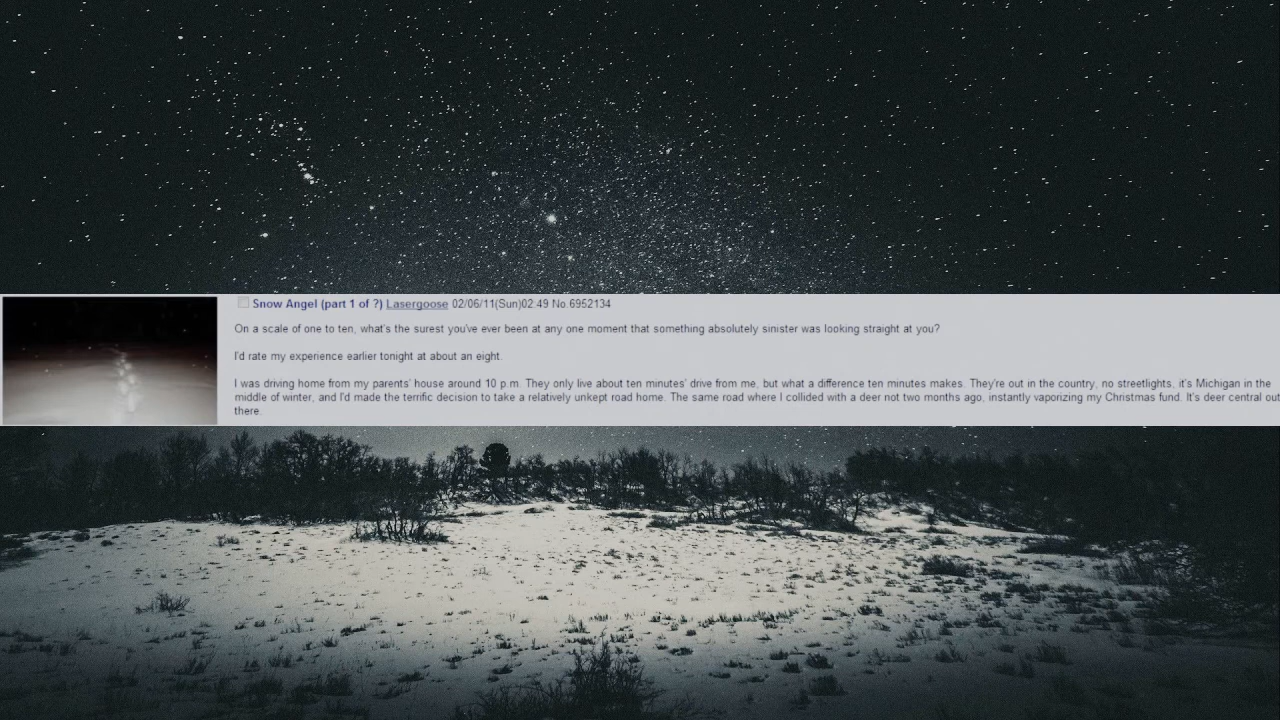 Snow Angel (part 1 of ?) Lasergoose 02/06/11(Sun)02:49 No.6952134
On a scale of one to ten, what's the surest you've ever been at any one moment that something absolutely sinister was looking straight at you?
I'd rate my experience earlier tonight at about an eight.
I was driving home from my parents' house around 10 p.m. They only live about ten minutes' drive from me, but what a difference ten minutes makes. They're out in the country, no streetlights, it's Michigan in the
middle of winter, and I'd made the terrific decision to take a relatively unkept road home. The same road where I collided with a deer not two months ago, instantly vaporizing my Christmas fund. It's deer central out
there.